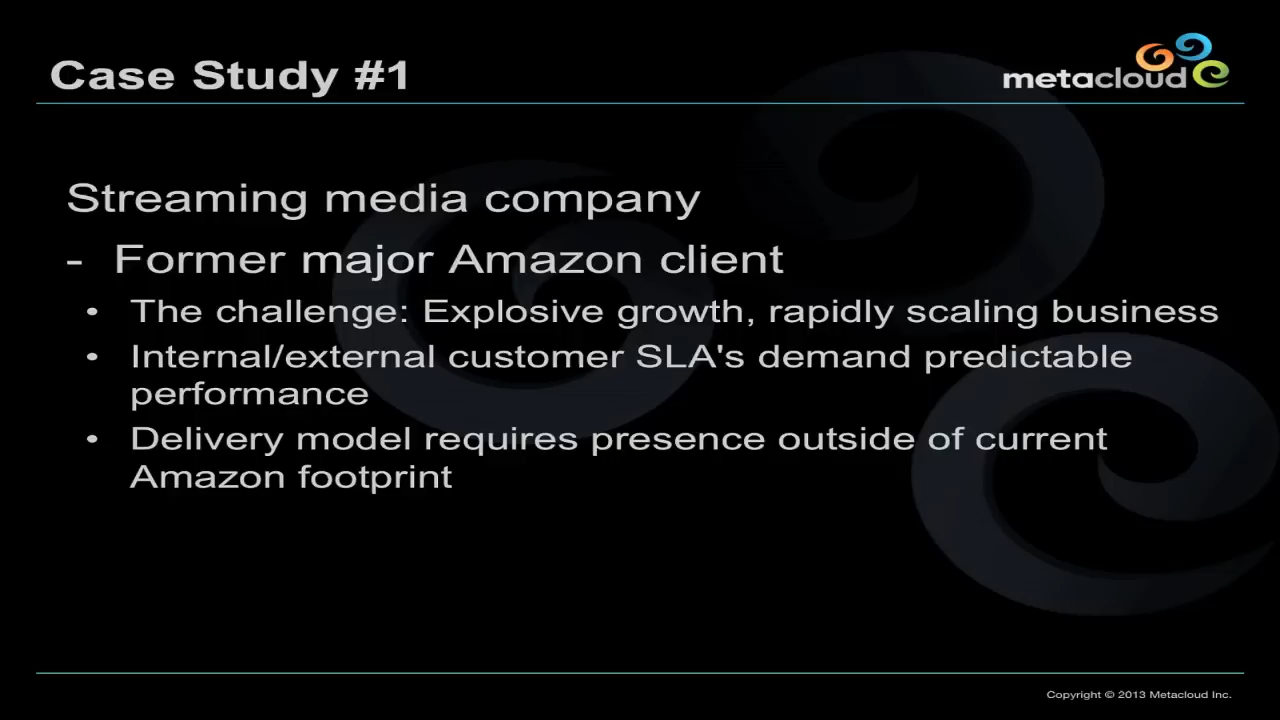 Case Study #1
metacloud
Streaming media company
- Former major Amazon client
• The challenge: Explosive growth, rapidly scaling business
• Internal/external customer SLA's demand predictable
performance
• Delivery model requires presence outside of current
Amazon footprint
Copyright © 2013 Metacloud Inc.